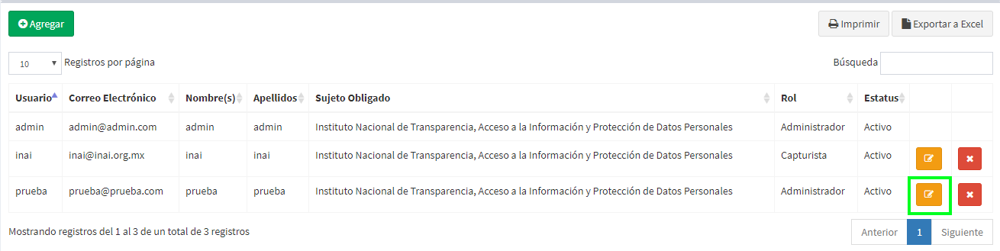 Agregar
Imprimir
Exportar a Excel
10 Registros por página
Búsqueda
Usuario Correo Electrónico Nombre(s) Apellidos Sujeto Obligado Rol Estatus
admin admin@admin.com admin admin Instituto Nacional de Transparencia, Acceso a la Información y Protección de Datos Personales Administrador Activo
inai inai@inai.org.mx inai inai Instituto Nacional de Transparencia, Acceso a la Información y Protección de Datos Personales Capturista Activo
prueba prueba@prueba.com prueba prueba Instituto Nacional de Transparencia, Acceso a la Información y Protección de Datos Personales Administrador Activo
Mostrando registros del 1 al 3 de un total de 3 registros
Anterior 1 Siguiente